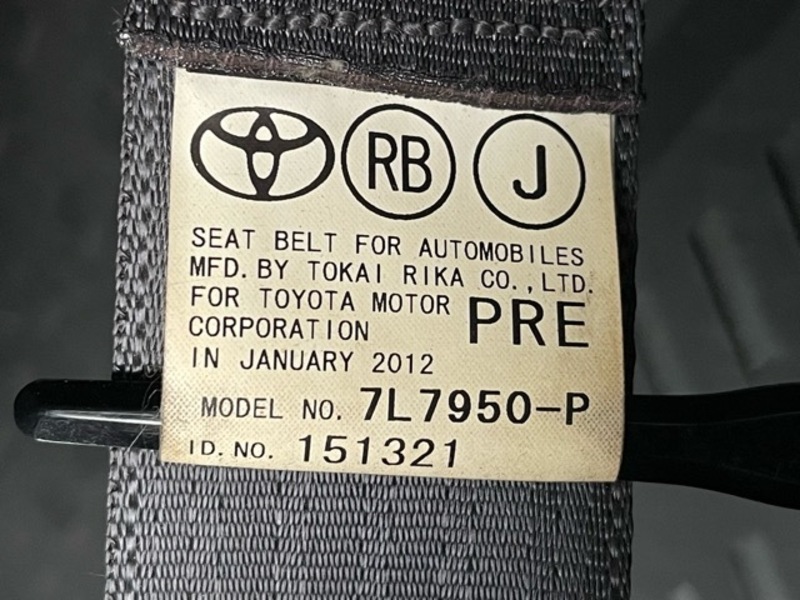 RB J
SEAT BELT FOR AUTOMOBILES
MFD. BY TOKAI RIKA CO., LTD.
FOR TOYOTA MOTOR
CORPORATION
PRE
IN JANUARY 2012
MODEL NO. 7L7950-P
ID. NO. 151321